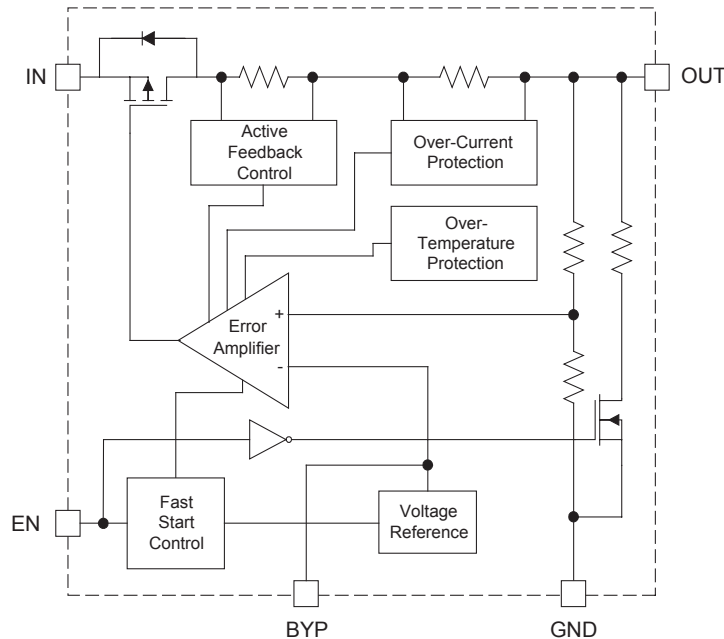 IN
OUT
Active
Feedback
Control
Over-Current
Protection
Over-
Temperature
Protection
+
Error
Amplifier
-
EN
Fast
Start
Control
Voltage
Reference
BYP
GND